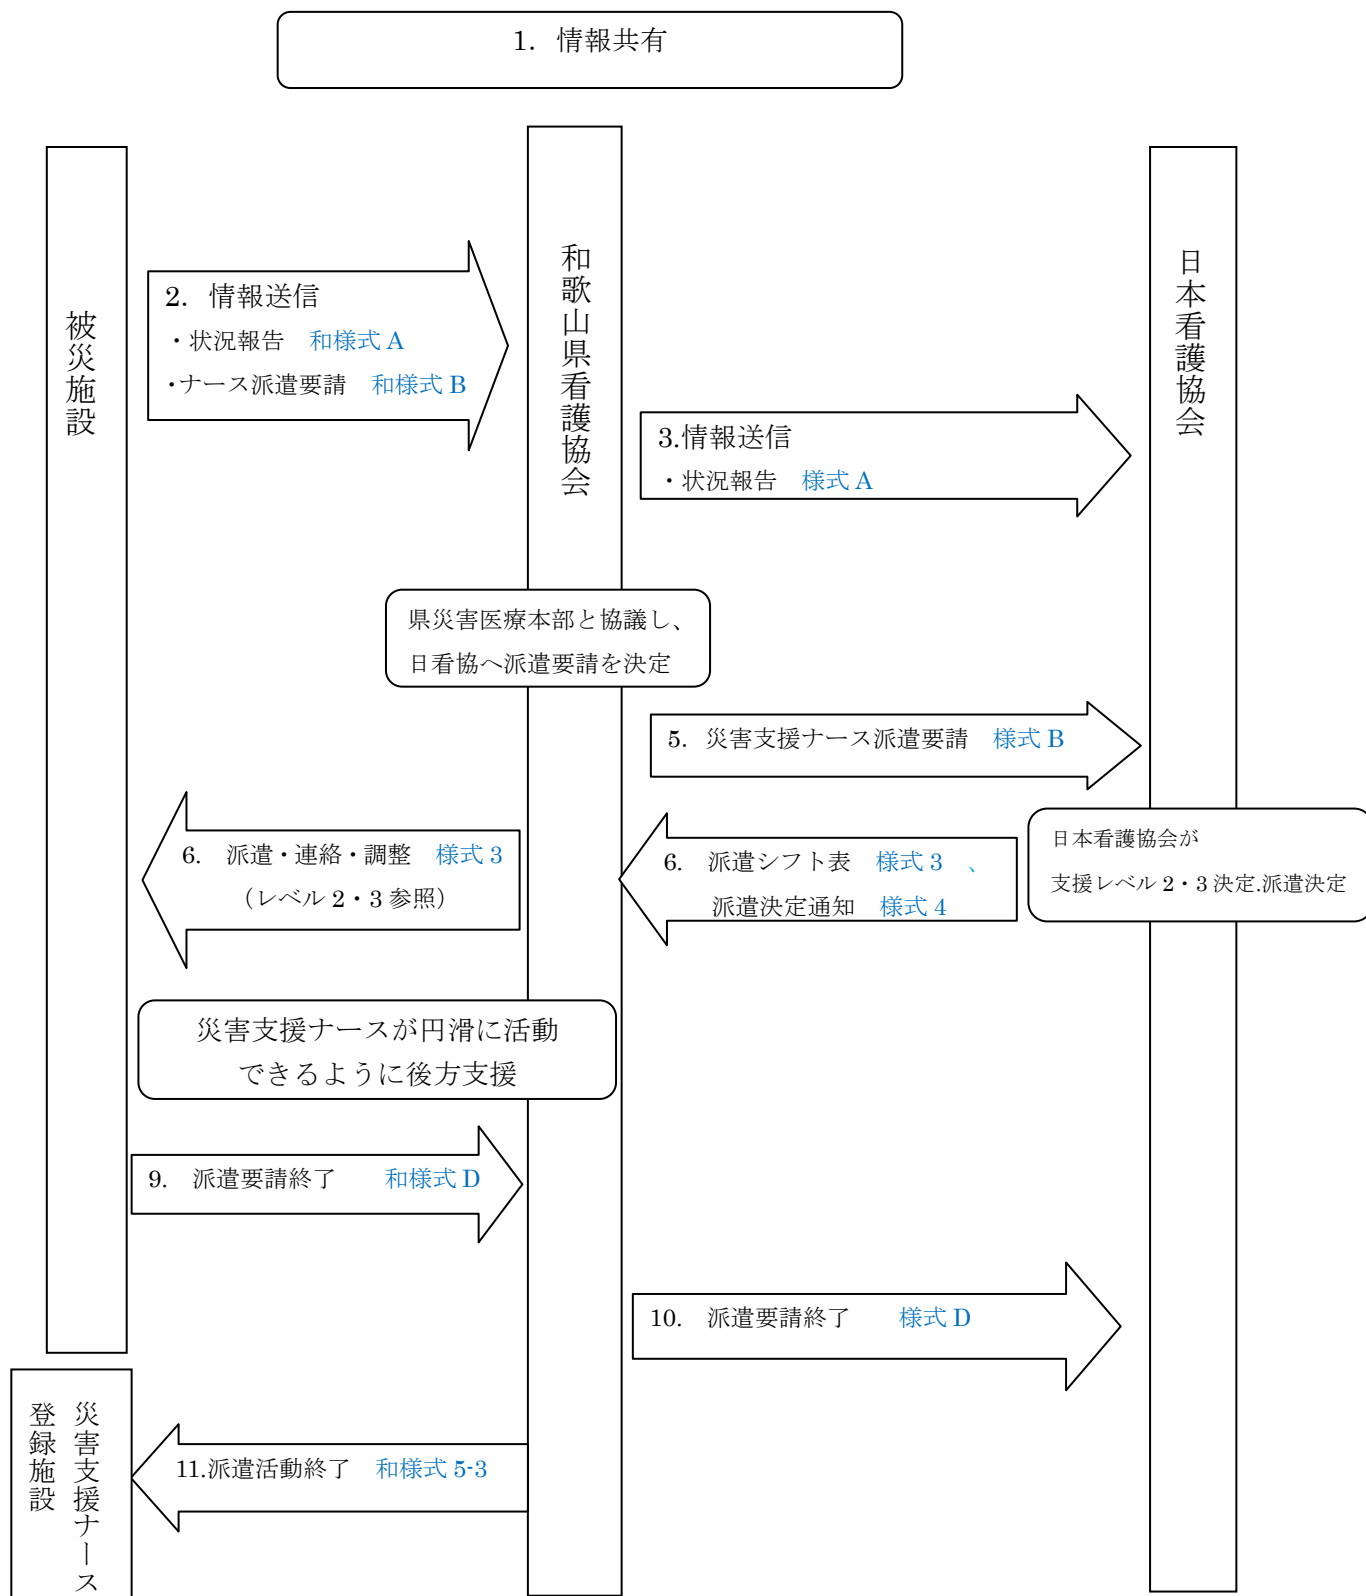 1. 情報共有
被災施設
和歌山県看護協会
日本看護協会
2. 情報送信
・状況報告　和様式 A
・ナース派遣要請　和様式 B
3.情報送信
・状況報告　様式 A
県災害医療本部と協議し、
日看協へ派遣要請を決定
5. 災害支援ナース派遣要請　様式 B
日本看護協会が
支援レベル 2・3 決定.派遣決定
6. 派遣シフト表　様式 3　、
派遣決定通知　様式 4
6.　派遣・連絡・調整　様式 3
（レベル 2・3 参照）
災害支援ナースが円滑に活動
できるように後方支援
9.　派遣要請終了　　和様式 D
10.　派遣要請終了　　様式 D
11.派遣活動終了　和様式 5-3
災害支援ナース
登録施設